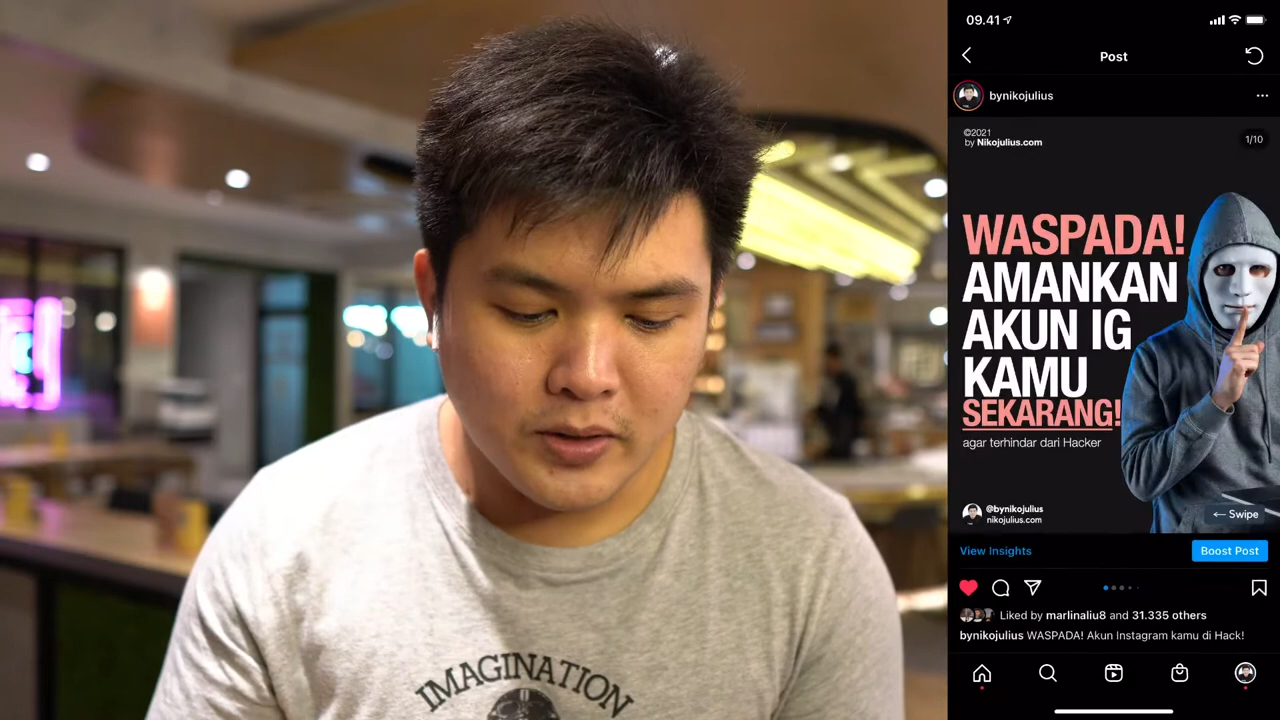 IMAGINATION
09.41
Post
bynikojulius
©2021
by Nikojulius.com
1/10
WASPADA!
AMANKAN
AKUN IG
KAMU
SEKARANG!
agar terhindar dari Hacker
@bynikojulius
nikojulius.com
← Swipe
View Insights
Boost Post
Liked by marlinaliu8 and 31.335 others
bynikojulius WASPADA! Akun Instagram kamu di Hack!